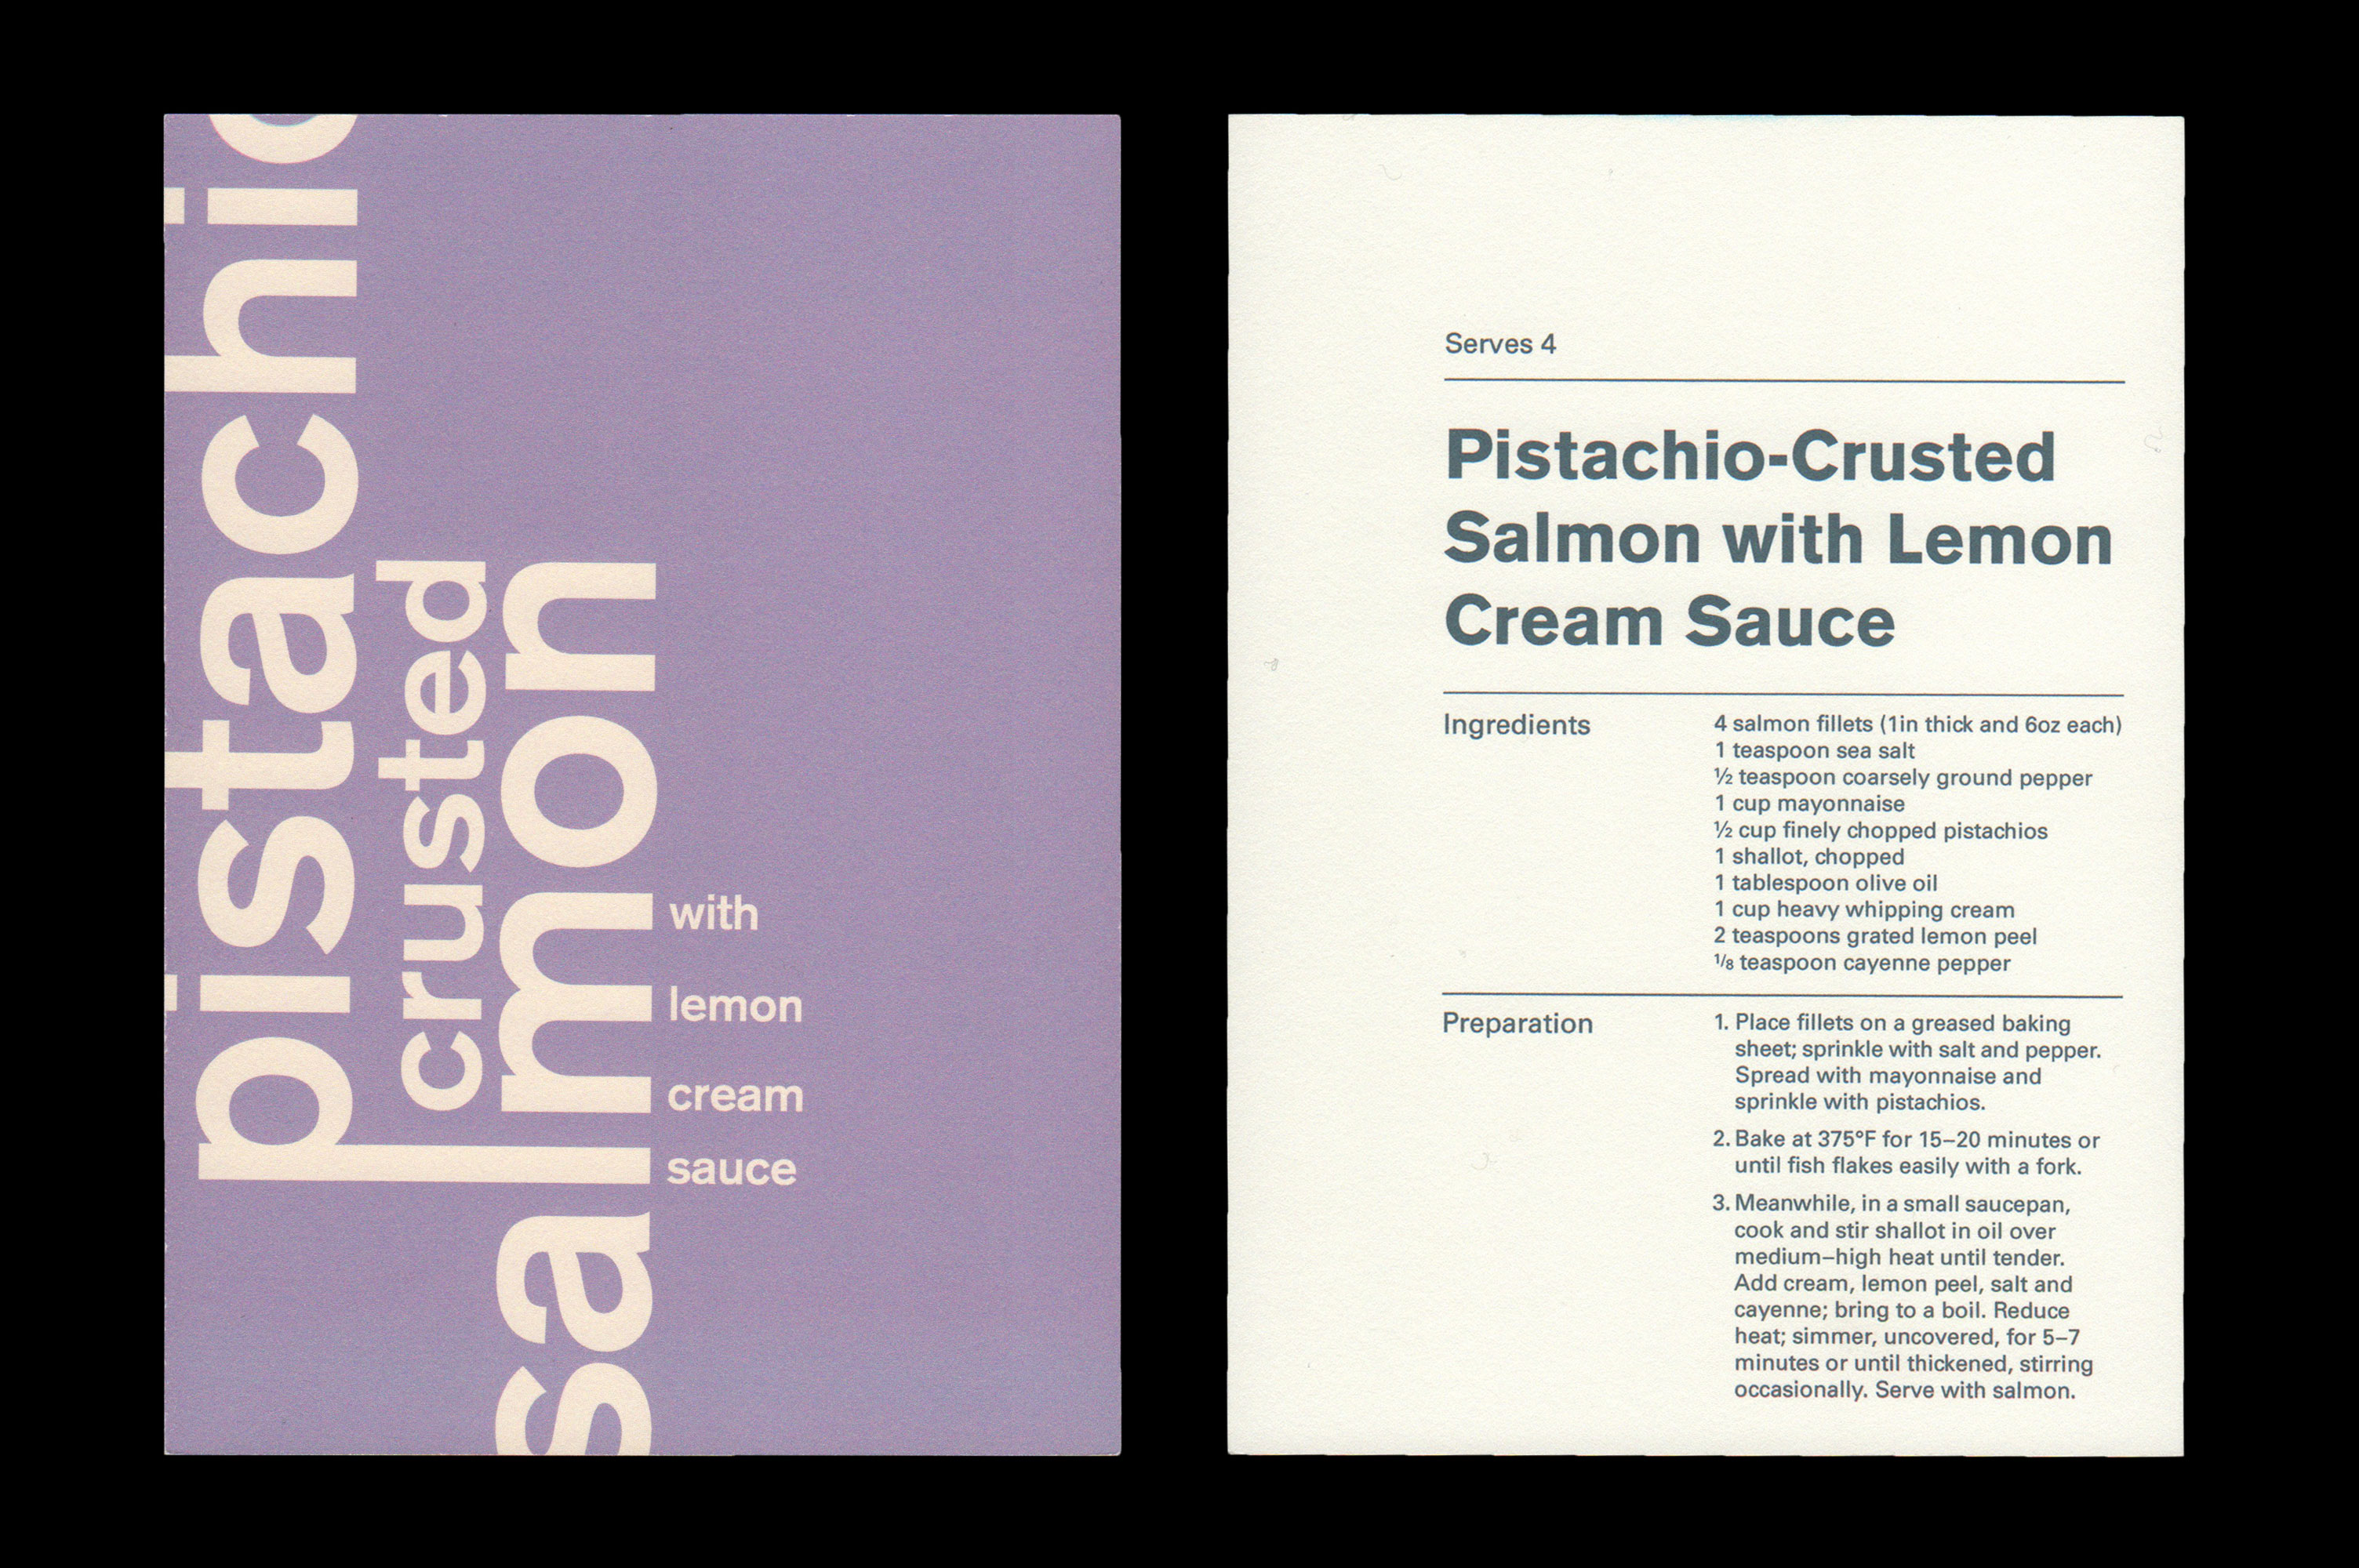 pistachio
crusted
salmon
with
lemon
cream
sauce
Serves 4
Pistachio-Crusted
Salmon with Lemon
Cream Sauce
Ingredients
4 salmon fillets (1in thick and 6oz each)
1 teaspoon sea salt
½ teaspoon coarsely ground pepper
1 cup mayonnaise
½ cup finely chopped pistachios
1 shallot, chopped
1 tablespoon olive oil
1 cup heavy whipping cream
2 teaspoons grated lemon peel
⅛ teaspoon cayenne pepper
Preparation
1. Place fillets on a greased baking
sheet; sprinkle with salt and pepper.
Spread with mayonnaise and
sprinkle with pistachios.
2. Bake at 375°F for 15–20 minutes or
until fish flakes easily with a fork.
3. Meanwhile, in a small saucepan,
cook and stir shallot in oil over
medium–high heat until tender.
Add cream, lemon peel, salt and
cayenne; bring to a boil. Reduce
heat; simmer, uncovered, for 5–7
minutes or until thickened, stirring
occasionally. Serve with salmon.